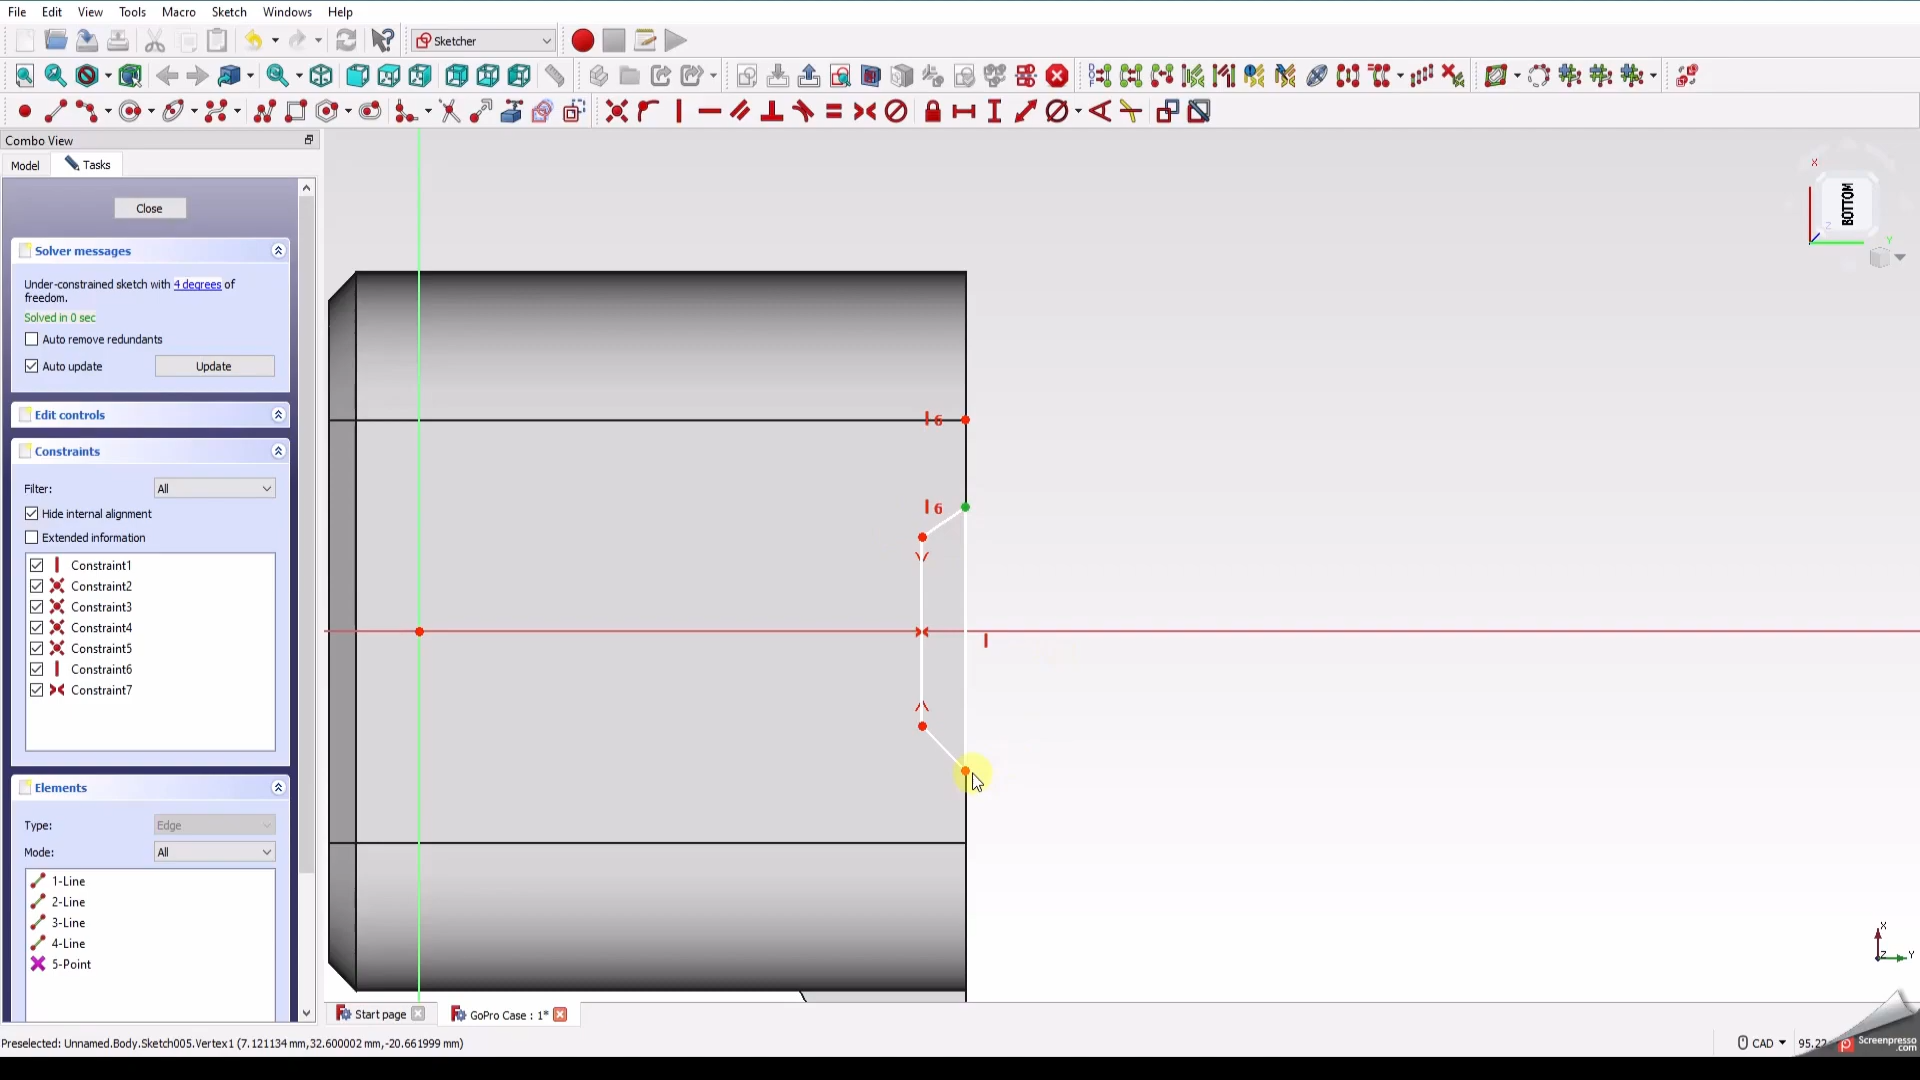 File Edit View Tools Macro Sketch Windows Help
Sketcher
Combo View
Model Tasks
Close
Solver messages
Under-constrained sketch with 4 degrees of
freedom.
Solved in 0 sec
Auto remove redundants
Auto update Update
Edit controls
Constraints
Filter: All
Hide internal alignment
Extended information
Constraint1
Constraint2
Constraint3
Constraint4
Constraint5
Constraint6
Constraint7
Elements
Type: Edge
Mode: All
1-Line
2-Line
3-Line
4-Line
5-Point
6
6
X
BOTTOM
Z
Y
X
Z
Y
Start page
GoPro Case : 1*
Preselected: Unnamed.Body.Sketch005.Vertex1 (7.121134 mm,32.600002 mm,-20.661999 mm)
CAD
95.22
Screenpresso
.com